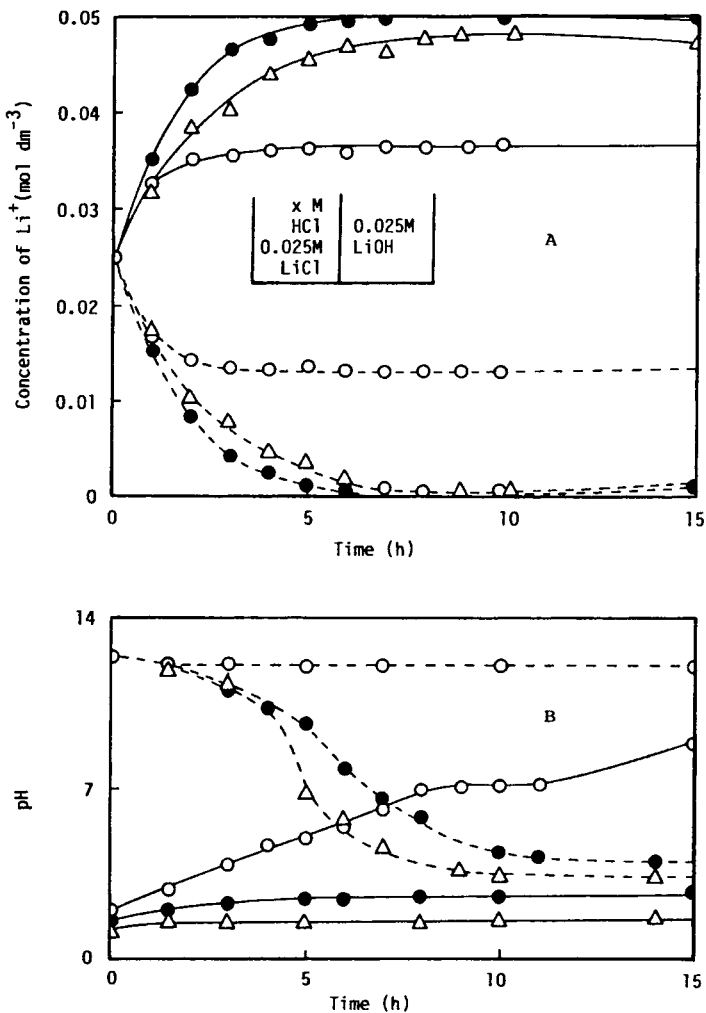 0.05
0.04
0.03
0.02
0.01
0
Concentration of Li⁺(mol dm⁻³)
x M
HCl
0.025M
LiCl
0.025M
LiOH
A
0
5
10
15
Time (h)
14
7
0
pH
B
0
5
10
15
Time (h)